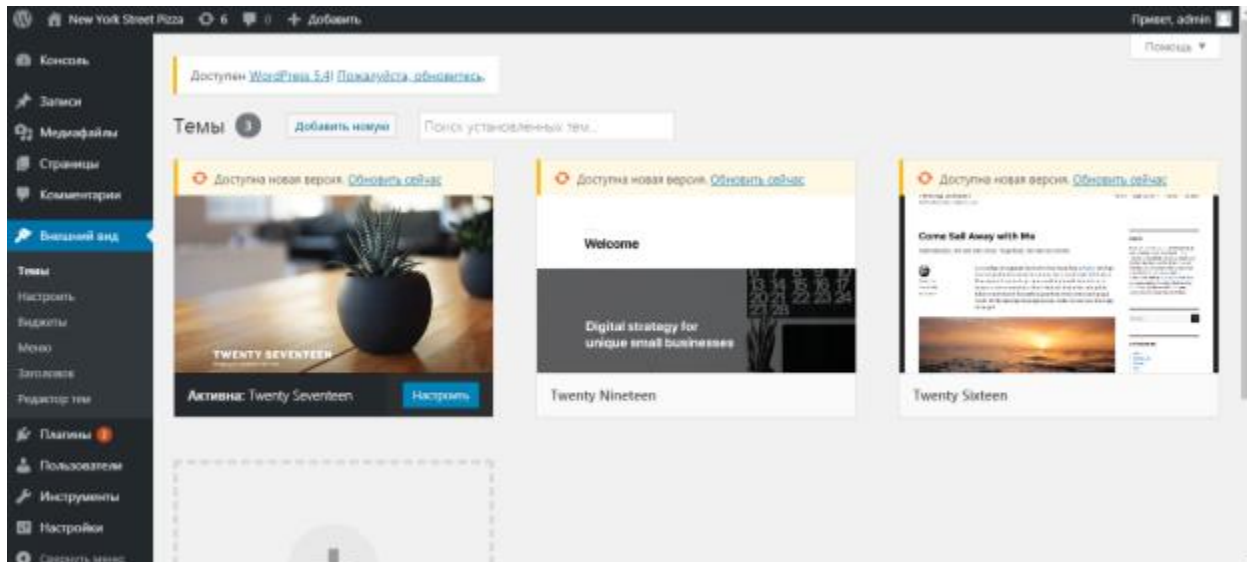 New York Street Pizza 6 0 + Добавить
Привет, admin
Помощь ▼
Консоль
Записи
Медиафайлы
Страницы
Комментарии
Внешний вид
Темы
Настроить
Виджеты
Меню
Заголовок
Редактор тем
Плагины
Пользователи
Инструменты
Настройки
Свернуть меню
Доступен WordPress 5.4! Пожалуйста, обновитесь.
Темы 3 Добавить новую Поиск установленных тем...
Доступна новая версия. Обновить сейчас
TWENTY SEVENTEEN
Активна: Twenty Seventeen Настроить
Доступна новая версия. Обновить сейчас
Welcome
Digital strategy for
unique small businesses
Twenty Nineteen
Доступна новая версия. Обновить сейчас
Come Sail Away with Me
Twenty Sixteen